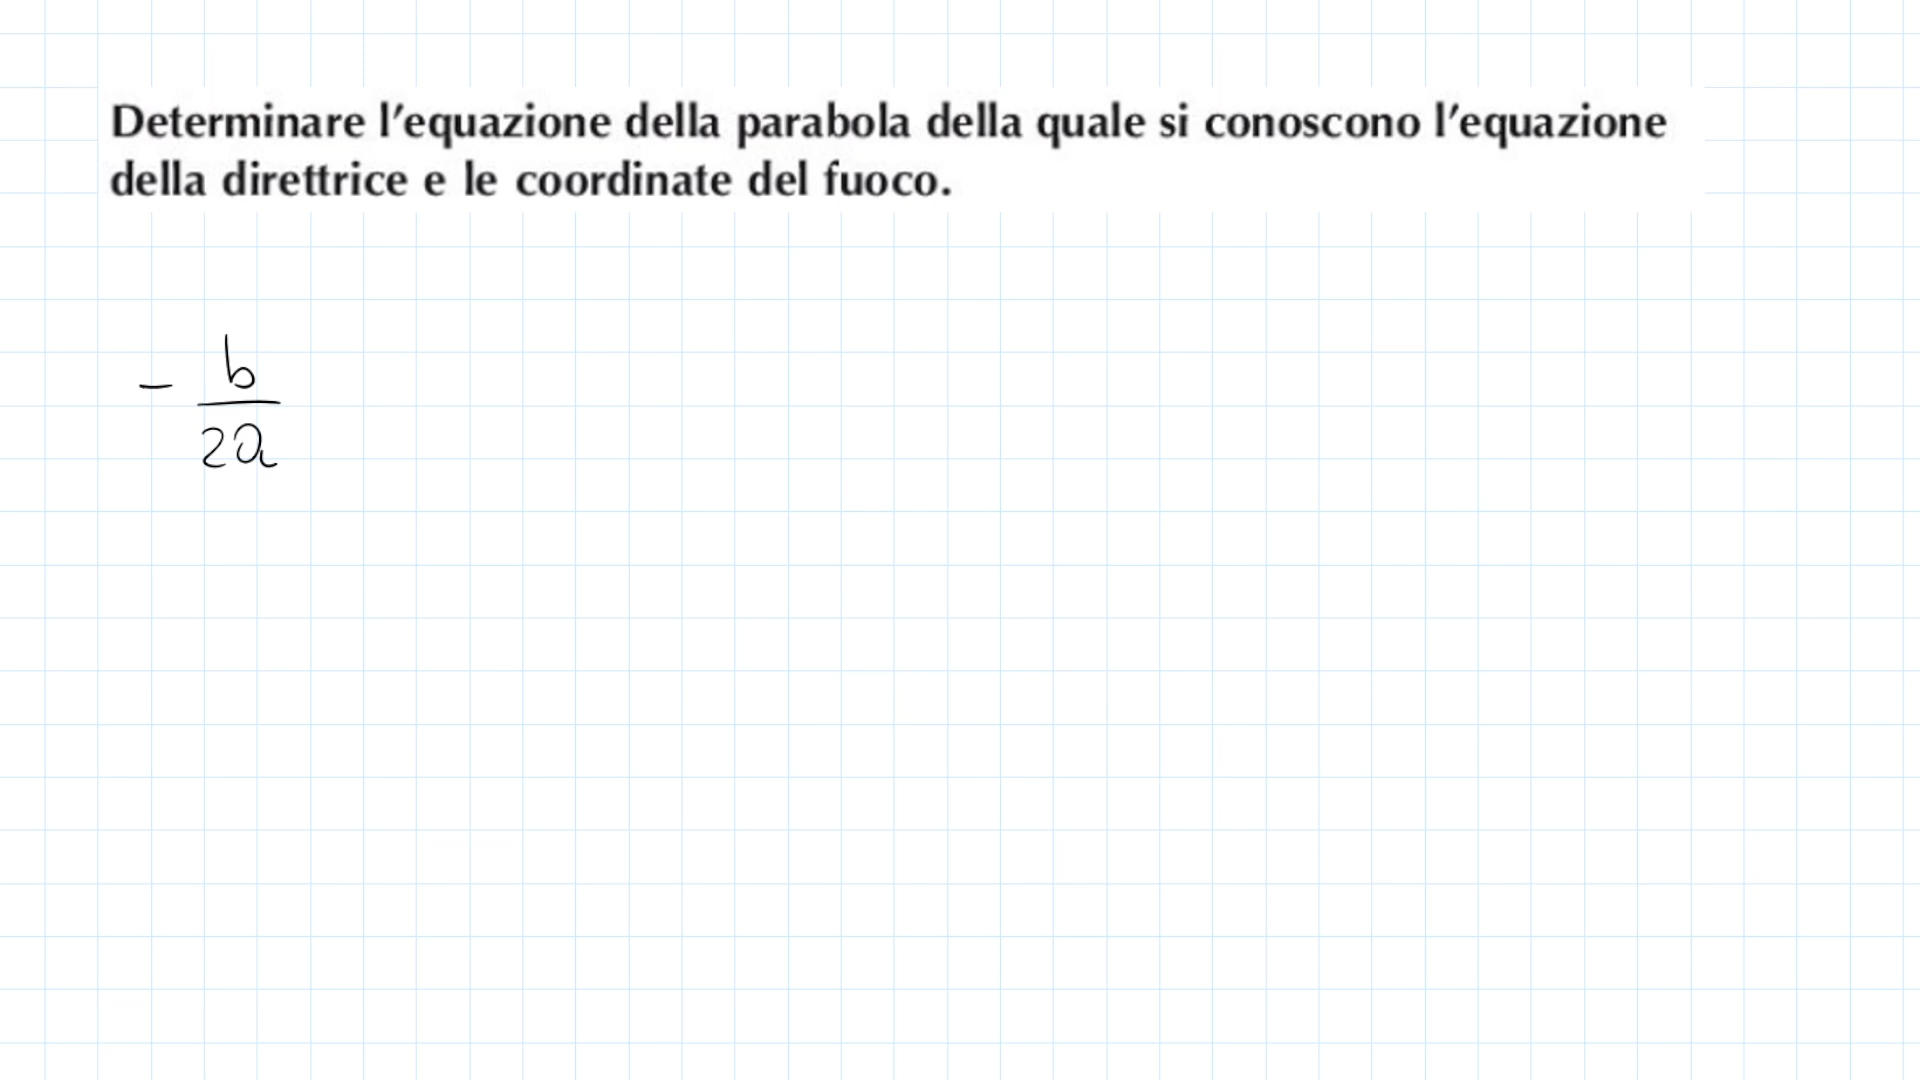 Determinare l'equazione della parabola della quale si conoscono l'equazione
della direttrice e le coordinate del fuoco.
- b
2a